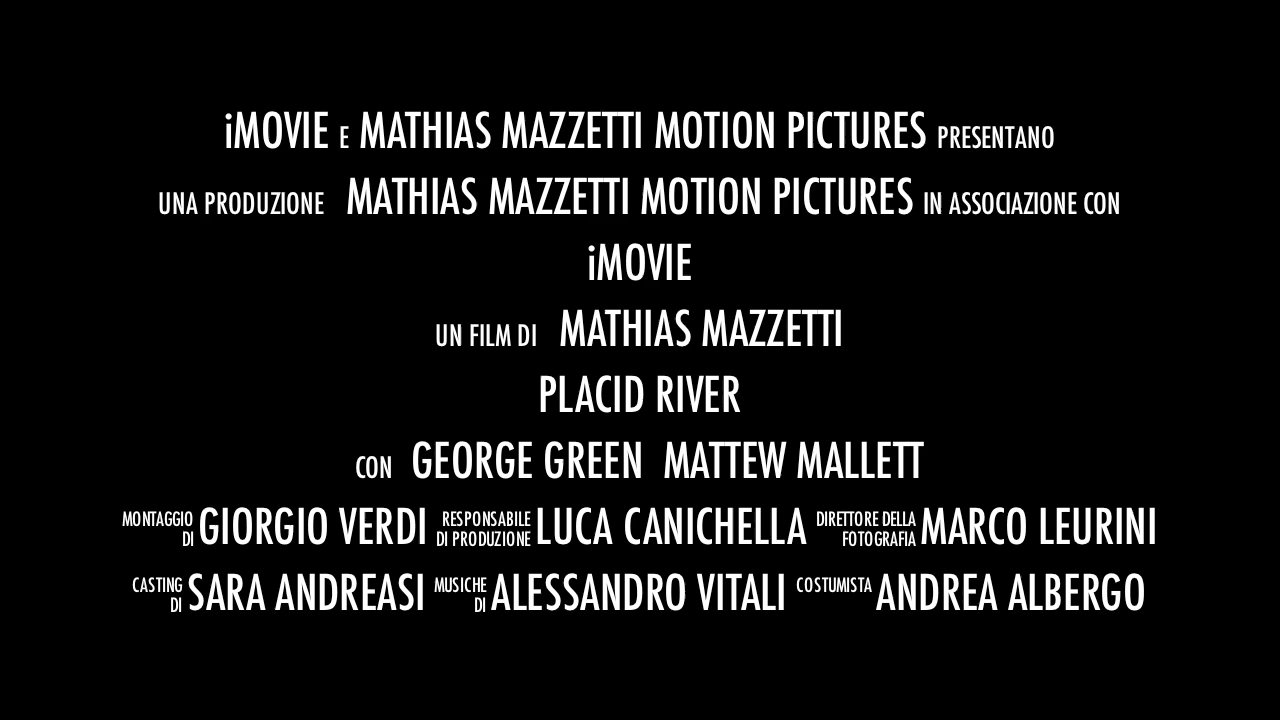 iMOVIE E MATHIAS MAZZETTI MOTION PICTURES PRESENTANO
UNA PRODUZIONE MATHIAS MAZZETTI MOTION PICTURES IN ASSOCIAZIONE CON
iMOVIE
UN FILM DI MATHIAS MAZZETTI
PLACID RIVER
CON GEORGE GREEN MATTEW MALLETT
MONTAGGIO DI GIORGIO VERDI RESPONSABILE DI PRODUZIONE LUCA CANICHELLA DIRETTORE DELLA FOTOGRAFIA MARCO LEURINI
CASTING DI SARA ANDREASI MUSICHE DI ALESSANDRO VITALI COSTUMISTA ANDREA ALBERGO